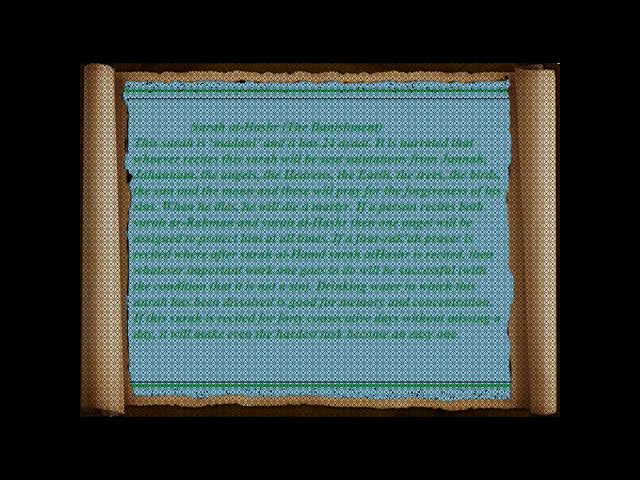 Surah al-Hashr (The Banishment)
This surah is 'madani' and it has 24 ayaat. It is narrated that
whoever recites this surah will be sent salutations from Jannah,
Jahannam, the angels, the Heavens, the Earth, the trees, the birds,
the sun and the moon and these will pray for the forgiveness of his
sins. When he dies, he will die a martyr. If a person recites both
surah ar-Rahman and surah al-Hashr then one angel will be
assigned to protect him at all times. If a four-rak'ah prayer is
recited where after surah al-Hamd surah alHashr is recited, then
whatever important work one goes to do will be successful (with
the condition that it is not a sin). Drinking water in which this
surah has been dissolved is good for memory and concentration.
If this surah is recited for forty consecutive days without missing a
day, it will make even the hardest task become an easy one.